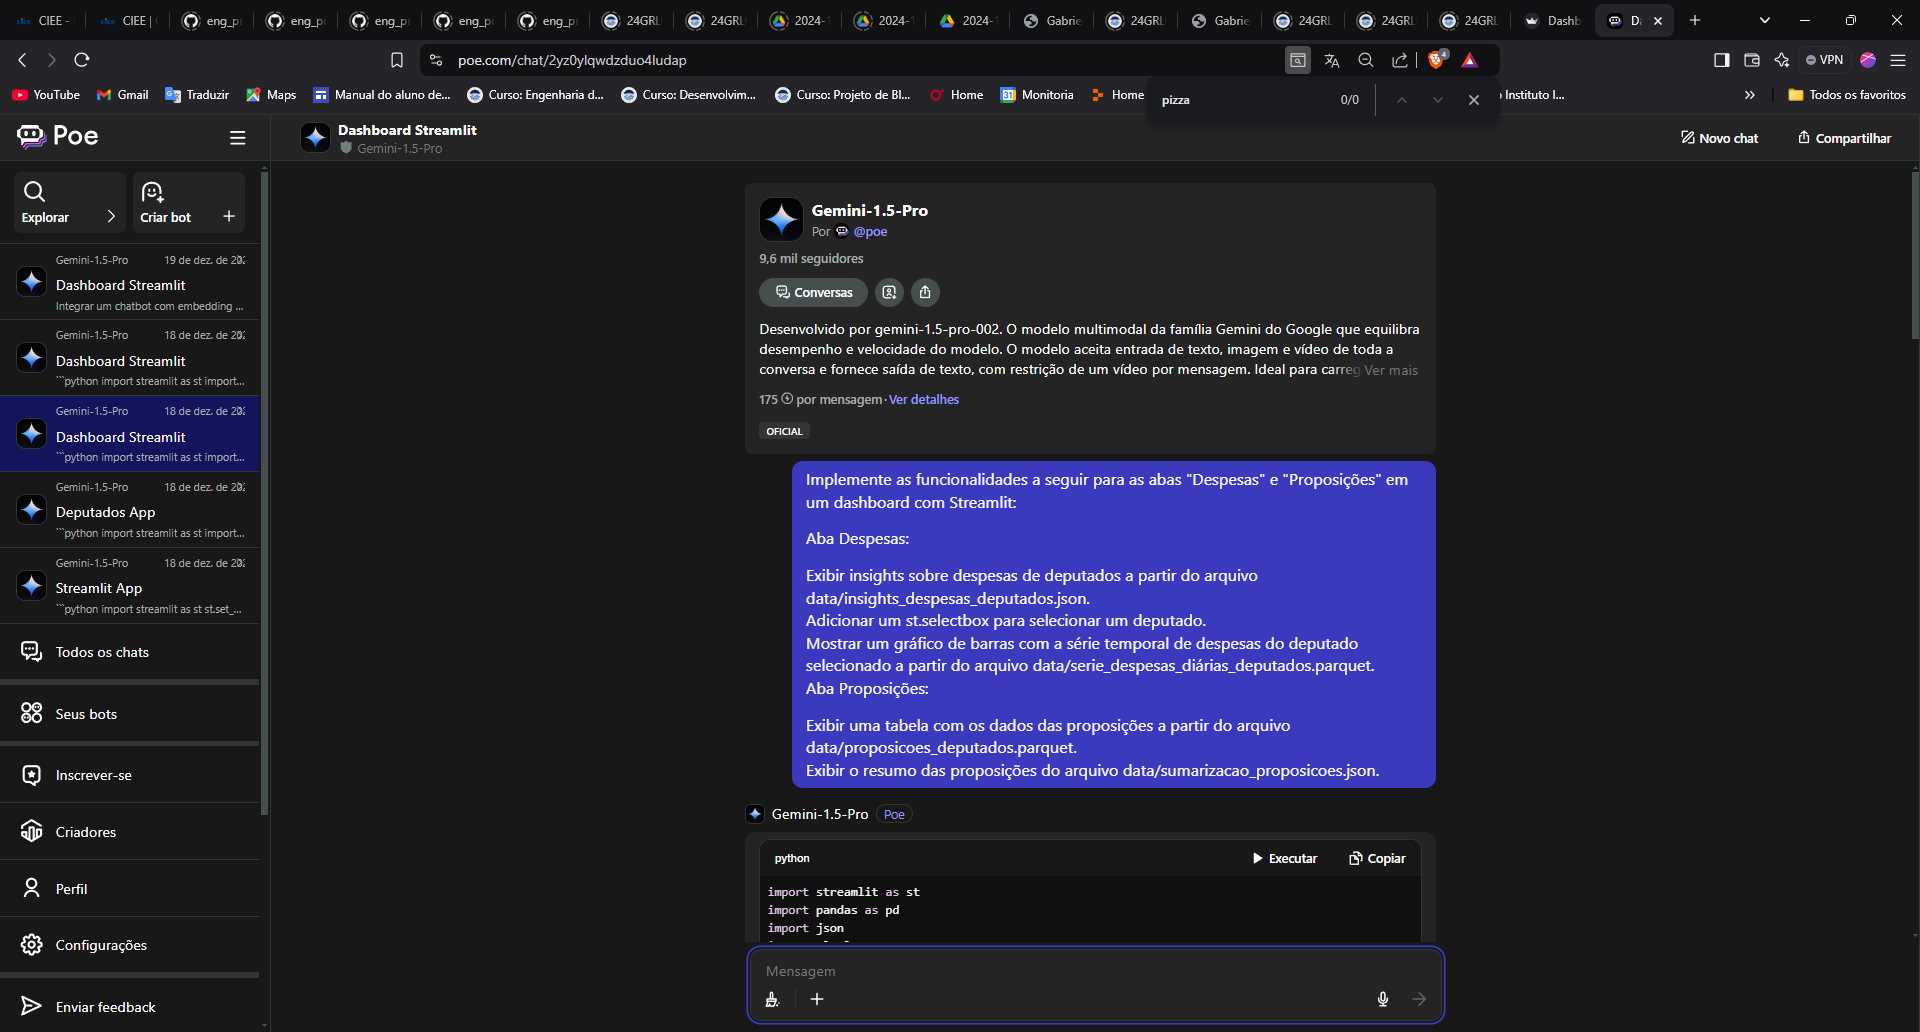 CIEE -
CIEE |
eng_p
eng_p
eng_p
eng_p
eng_p
24GRL
24GRL
2024-
2024-
2024-
Gabrie
24GRL
Gabrie
24GRL
24GRL
24GRL
Dashb
D
poe.com/chat/2yz0ylqwdzduo4ludap
4
VPN
YouTube
Gmail
Traduzir
Maps
Manual do aluno de...
Curso: Engenharia d...
Curso: Desenvolvim...
Curso: Projeto de Bl...
Home
Monitoria
Home
Instituto I...
Todos os favoritos
pizza
0/0
Poe
Dashboard Streamlit
Gemini-1.5-Pro
Novo chat
Compartilhar
Explorar
Criar bot
Gemini-1.5-Pro 19 de dez. de 202
Dashboard Streamlit
Integrar um chatbot com embedding ...
Gemini-1.5-Pro 18 de dez. de 202
Dashboard Streamlit
```python import streamlit as st import...
Gemini-1.5-Pro 18 de dez. de 202
Dashboard Streamlit
```python import streamlit as st import...
Gemini-1.5-Pro 18 de dez. de 202
Deputados App
```python import streamlit as st import...
Gemini-1.5-Pro 18 de dez. de 202
Streamlit App
```python import streamlit as st st.set_...
Todos os chats
Seus bots
Inscrever-se
Criadores
Perfil
Configurações
Enviar feedback
Gemini-1.5-Pro
Por @poe
9,6 mil seguidores
Conversas
Desenvolvido por gemini-1.5-pro-002. O modelo multimodal da família Gemini do Google que equilibra
desempenho e velocidade do modelo. O modelo aceita entrada de texto, imagem e vídeo de toda a
conversa e fornece saída de texto, com restrição de um vídeo por mensagem. Ideal para carreg Ver mais
175 por mensagem · Ver detalhes
OFICIAL
Implemente as funcionalidades a seguir para as abas "Despesas" e "Proposições" em
um dashboard com Streamlit:
Aba Despesas:
Exibir insights sobre despesas de deputados a partir do arquivo
data/insights_despesas_deputados.json.
Adicionar um st.selectbox para selecionar um deputado.
Mostrar um gráfico de barras com a série temporal de despesas do deputado
selecionado a partir do arquivo data/serie_despesas_diárias_deputados.parquet.
Aba Proposições:
Exibir uma tabela com os dados das proposições a partir do arquivo
data/proposicoes_deputados.parquet.
Exibir o resumo das proposições do arquivo data/sumarizacao_proposicoes.json.
Gemini-1.5-Pro Poe
python
Executar
Copiar
import streamlit as st
import pandas as pd
import json
Mensagem